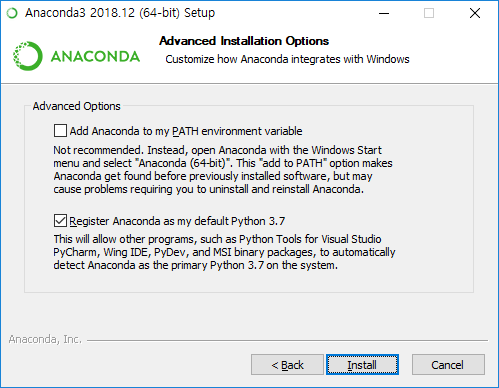 Anaconda3 2018.12 (64-bit) Setup
Advanced Installation Options
Customize how Anaconda integrates with Windows
ANACONDA
Advanced Options
Add Anaconda to my PATH environment variable
Not recommended. Instead, open Anaconda with the Windows Start
menu and select "Anaconda (64-bit)". This "add to PATH" option makes
Anaconda get found before previously installed software, but may
cause problems requiring you to uninstall and reinstall Anaconda.
Register Anaconda as my default Python 3.7
This will allow other programs, such as Python Tools for Visual Studio
PyCharm, Wing IDE, PyDev, and MSI binary packages, to automatically
detect Anaconda as the primary Python 3.7 on the system.
Anaconda, Inc.
< Back
Install
Cancel